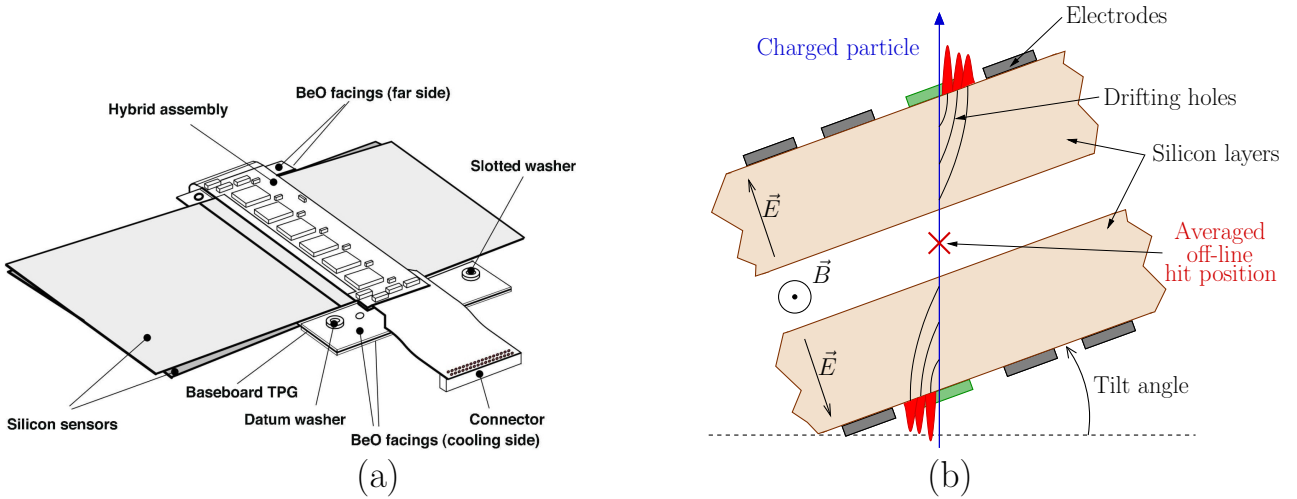 BeO facings (far side)
Hybrid assembly
Slotted washer
Baseboard TPG
Datum washer
Silicon sensors
Connector
BeO facings (cooling side)
(a)
Electrodes
Charged particle
Drifting holes
Silicon layers
E
Averaged
off-line
hit position
B
E
Tilt angle
(b)